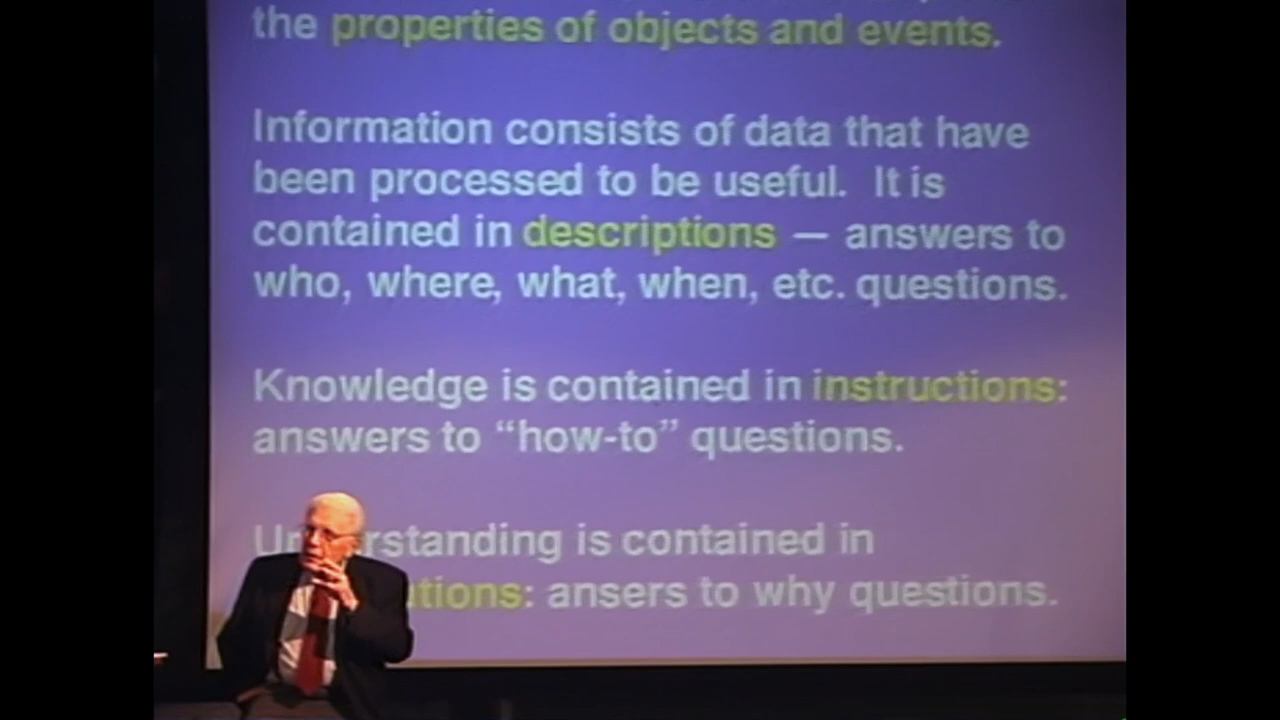 the properties of objects and events.
Information consists of data that have
been processed to be useful. It is
contained in descriptions — answers to
who, where, what, when, etc. questions.
Knowledge is contained in instructions:
answers to “how-to” questions.
is contained in
ansers to why questions.